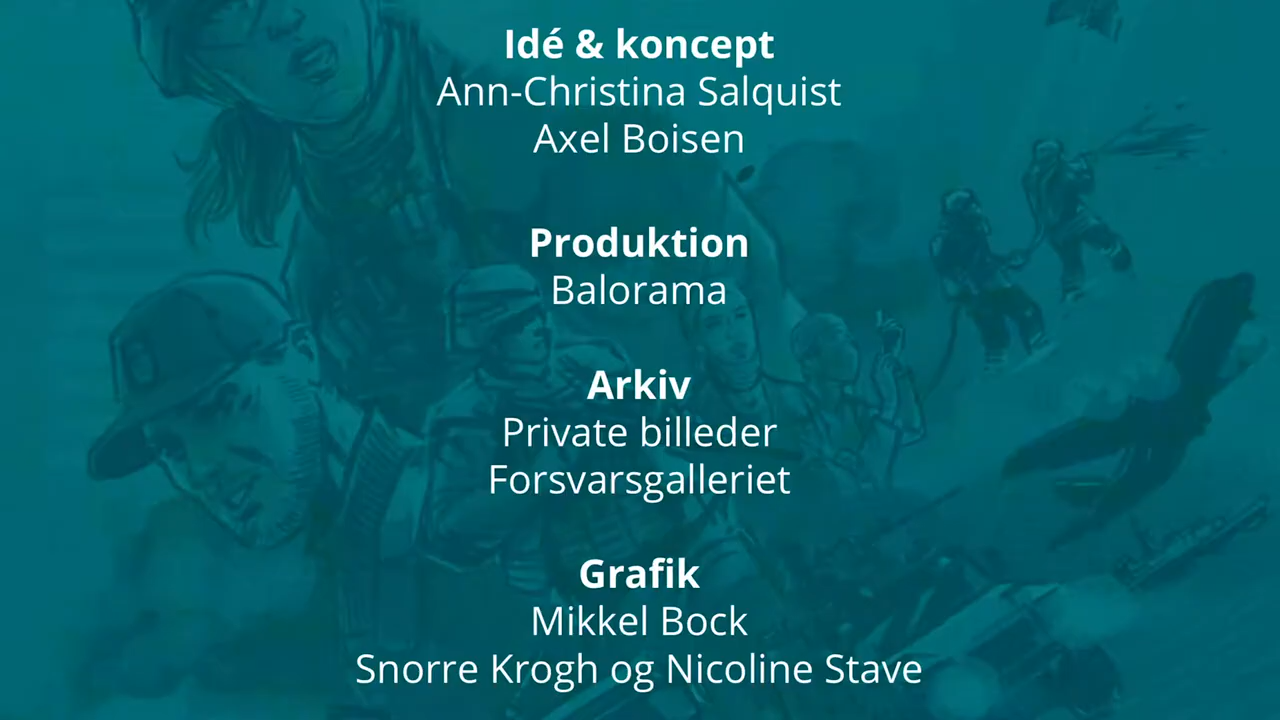 Idé & koncept
Ann-Christina Salquist
Axel Boisen
Produktion
Balorama
Arkiv
Private billeder
Forsvarsgalleriet
Grafik
Mikkel Bock
Snorre Krogh og Nicoline Stave